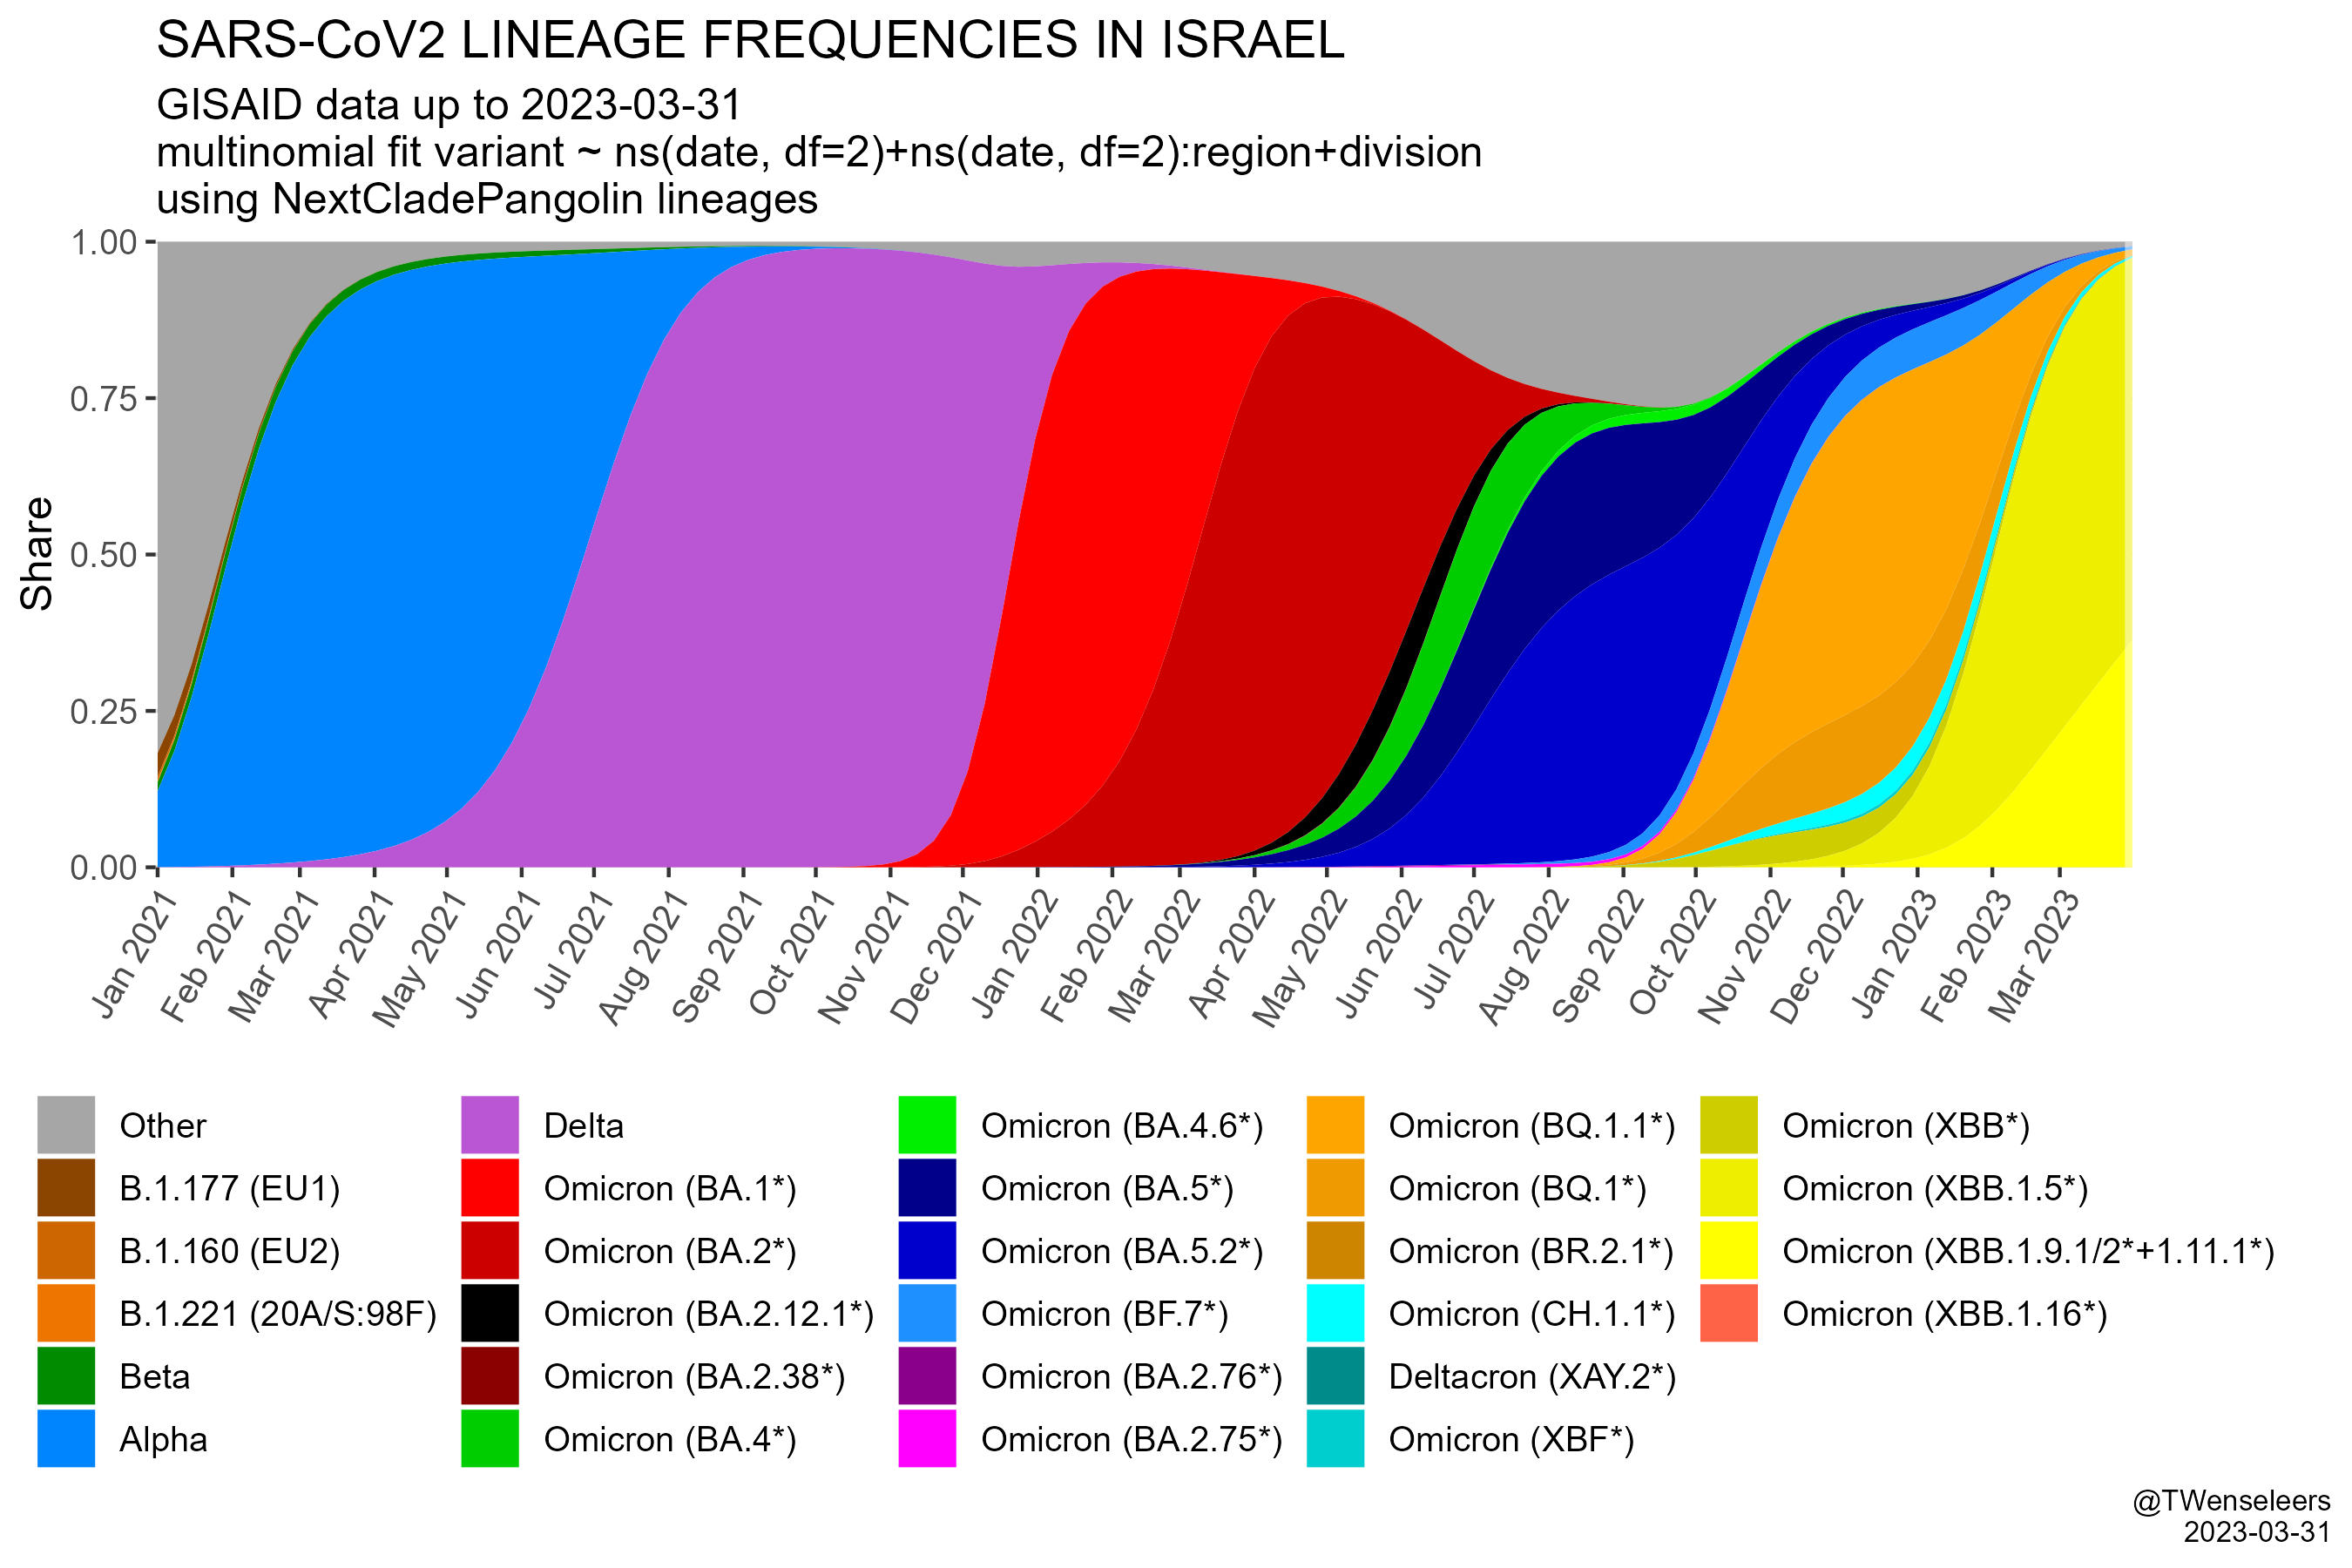 SARS-CoV2 LINEAGE FREQUENCIES IN ISRAEL
GISAID data up to 2023-03-31
multinomial fit variant ~ ns(date, df=2)+ns(date, df=2):region+division
using NextCladePangolin lineages
Share
1.00
0.75
0.50
0.25
0.00
Jan 2021
Feb 2021
Mar 2021
Apr 2021
May 2021
Jun 2021
Jul 2021
Aug 2021
Sep 2021
Oct 2021
Nov 2021
Dec 2021
Jan 2022
Feb 2022
Mar 2022
Apr 2022
May 2022
Jun 2022
Jul 2022
Aug 2022
Sep 2022
Oct 2022
Nov 2022
Dec 2022
Jan 2023
Feb 2023
Mar 2023
Other
B.1.177 (EU1)
B.1.160 (EU2)
B.1.221 (20A/S:98F)
Beta
Alpha
Delta
Omicron (BA.1*)
Omicron (BA.2*)
Omicron (BA.2.12.1*)
Omicron (BA.2.38*)
Omicron (BA.4*)
Omicron (BA.4.6*)
Omicron (BA.5*)
Omicron (BA.5.2*)
Omicron (BF.7*)
Omicron (BA.2.76*)
Omicron (BA.2.75*)
Omicron (BQ.1.1*)
Omicron (BQ.1*)
Omicron (BR.2.1*)
Omicron (CH.1.1*)
Deltacron (XAY.2*)
Omicron (XBF*)
Omicron (XBB*)
Omicron (XBB.1.5*)
Omicron (XBB.1.9.1/2*+1.11.1*)
Omicron (XBB.1.16*)
@TWenseleers
2023-03-31